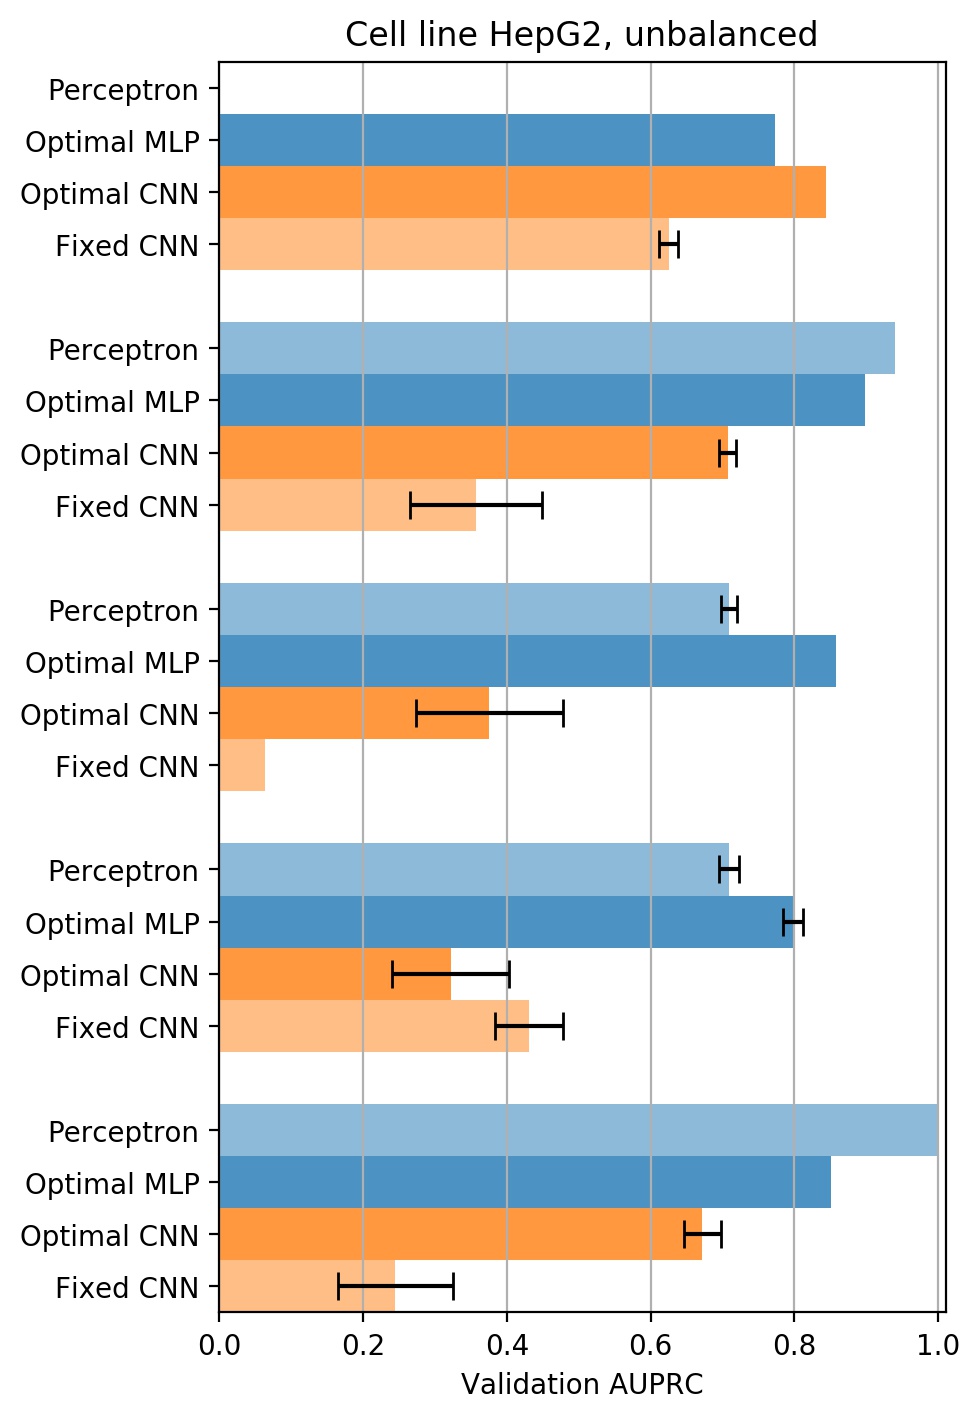 Cell line HepG2, unbalanced
Perceptron
Optimal MLP
Optimal CNN
Fixed CNN
Perceptron
Optimal MLP
Optimal CNN
Fixed CNN
Perceptron
Optimal MLP
Optimal CNN
Fixed CNN
Perceptron
Optimal MLP
Optimal CNN
Fixed CNN
Perceptron
Optimal MLP
Optimal CNN
Fixed CNN
0.0 0.2 0.4 0.6 0.8 1.0
Validation AUPRC